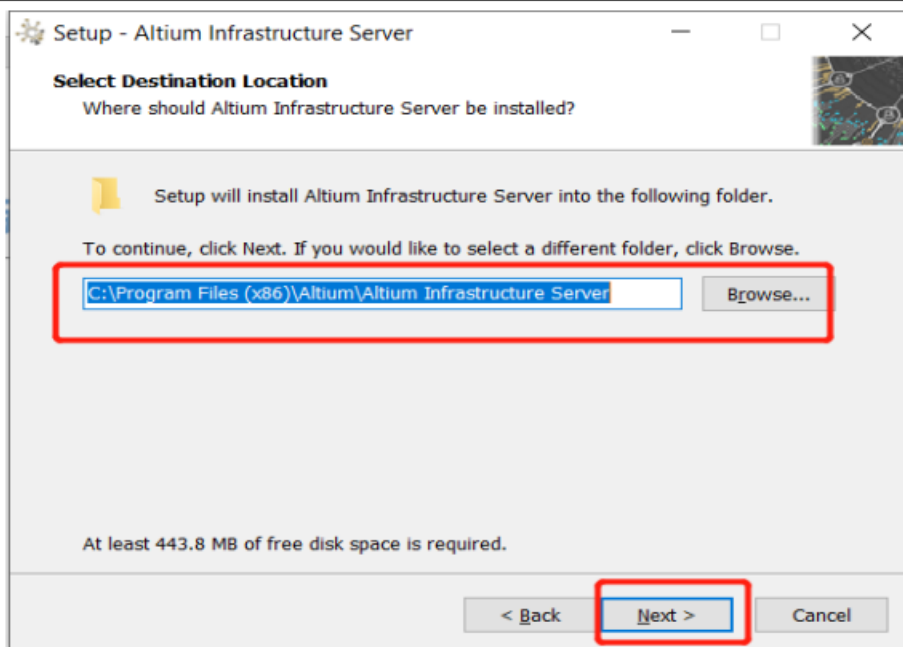 Setup - Altium Infrastructure Server
Select Destination Location
Where should Altium Infrastructure Server be installed?
Setup will install Altium Infrastructure Server into the following folder.
To continue, click Next. If you would like to select a different folder, click Browse.
C:\Program Files (x86)\Altium\Altium Infrastructure Server
Browse...
At least 443.8 MB of free disk space is required.
< Back
Next >
Cancel